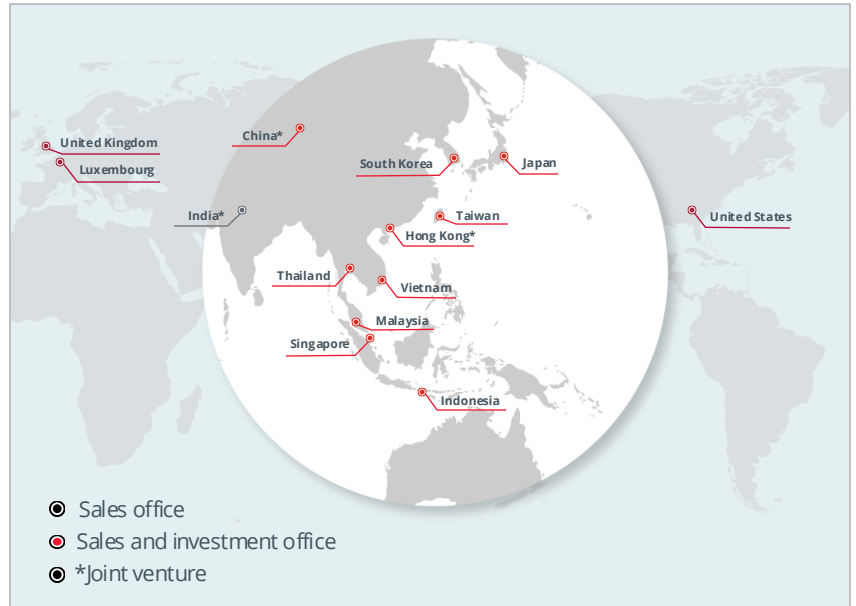 United Kingdom
Luxembourg
China*
South Korea
Japan
India*
Taiwan
Hong Kong*
United States
Thailand
Vietnam
Malaysia
Singapore
Indonesia
Sales office
Sales and investment office
*Joint venture